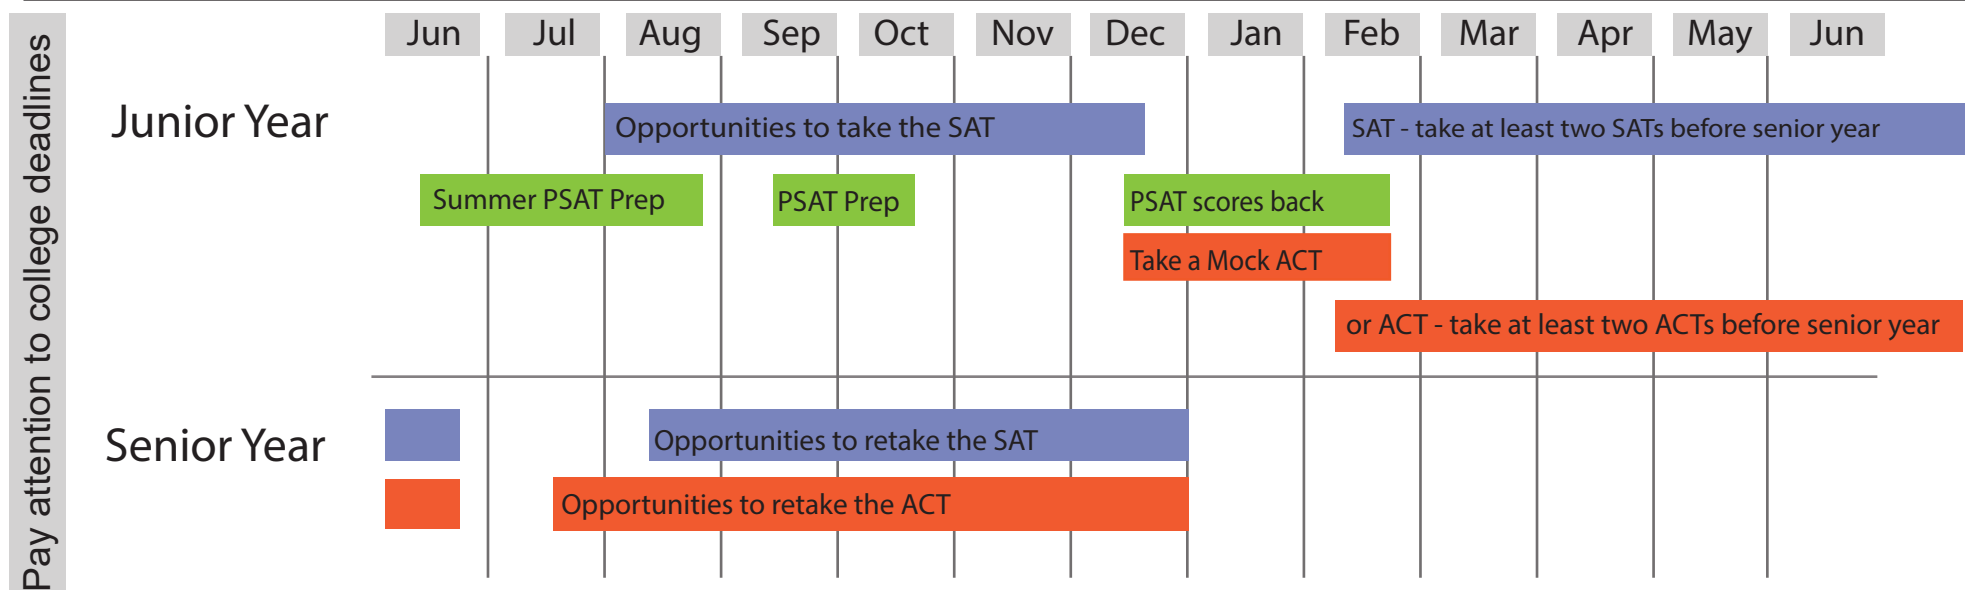 Pay attention to college deadlines
Jun Jul Aug Sep Oct Nov Dec Jan Feb Mar Apr May Jun
Junior Year
Opportunities to take the SAT
SAT - take at least two SATs before senior year
Summer PSAT Prep
PSAT Prep
PSAT scores back
Take a Mock ACT
or ACT - take at least two ACTs before senior year
Senior Year
Opportunities to retake the SAT
Opportunities to retake the ACT